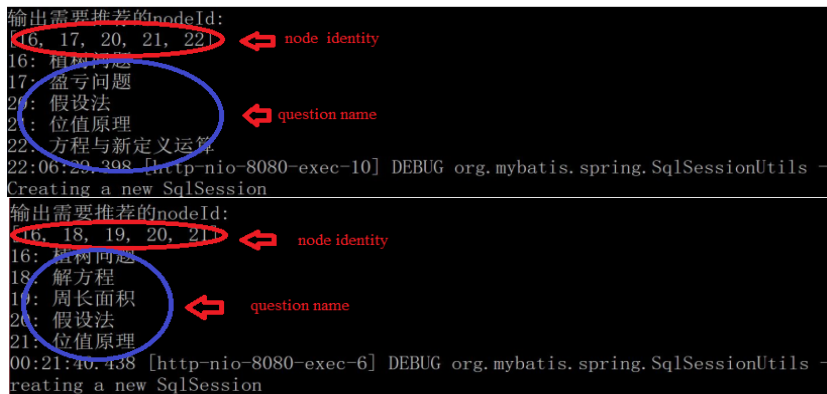 输出需要推荐的nodeId:
[16, 17, 20, 21, 22] node identity
16: 植树问题
17: 盈亏问题
20: 假设法 question name
21: 位值原理
22: 方程与新定义运算
22:06:29.398 [http-nio-8080-exec-10] DEBUG org.mybatis.spring.SqlSessionUtils -
Creating a new SqlSession
输出需要推荐的nodeId:
[16, 18, 19, 20, 21] node identity
16: 植树问题
18: 解方程
19: 周长面积 question name
20: 假设法
21: 位值原理
00:21:40.438 [http-nio-8080-exec-6] DEBUG org.mybatis.spring.SqlSessionUtils -
reating a new SqlSession